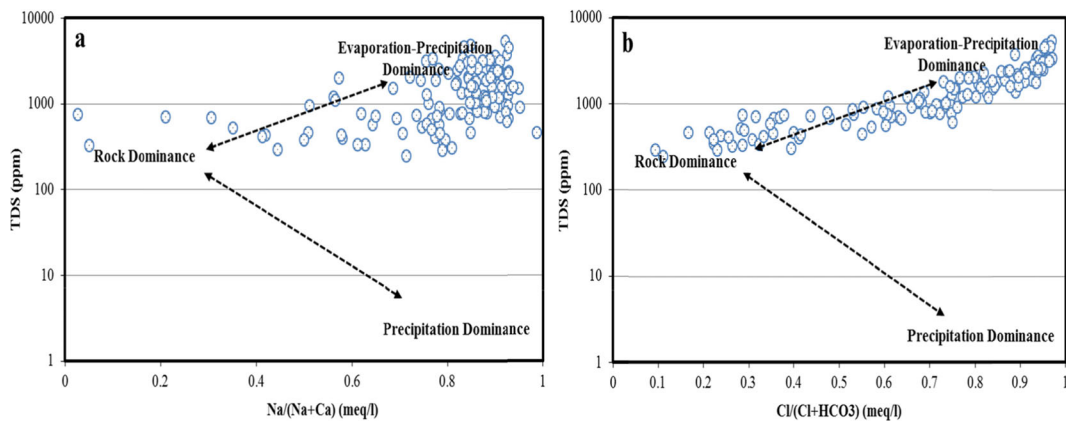 a
10000
1000
100
10
1
TDS (ppm)
Evaporation-Precipitation
Dominance
Rock Dominance
Precipitation Dominance
0
0.2
0.4
0.6
0.8
1
Na/(Na+Ca) (meq/l)
b
10000
1000
100
10
1
TDS (ppm)
Evaporation-Precipitation
Dominance
Rock Dominance
Precipitation Dominance
0
0.1
0.2
0.3
0.4
0.5
0.6
0.7
0.8
0.9
1
Cl/(Cl+HCO3) (meq/l)